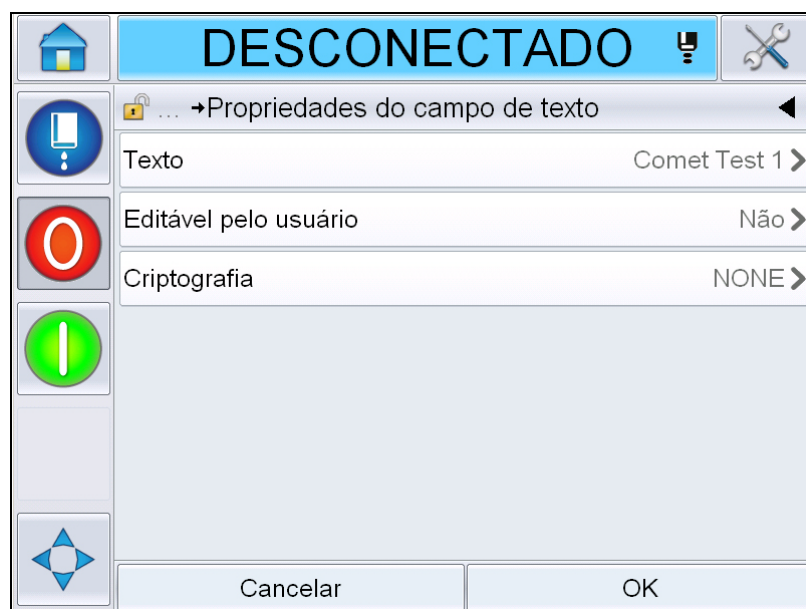 DESCONECTADO
... →Propriedades do campo de texto
Texto Comet Test 1
Editável pelo usuário Não
Criptografia NONE
Cancelar OK